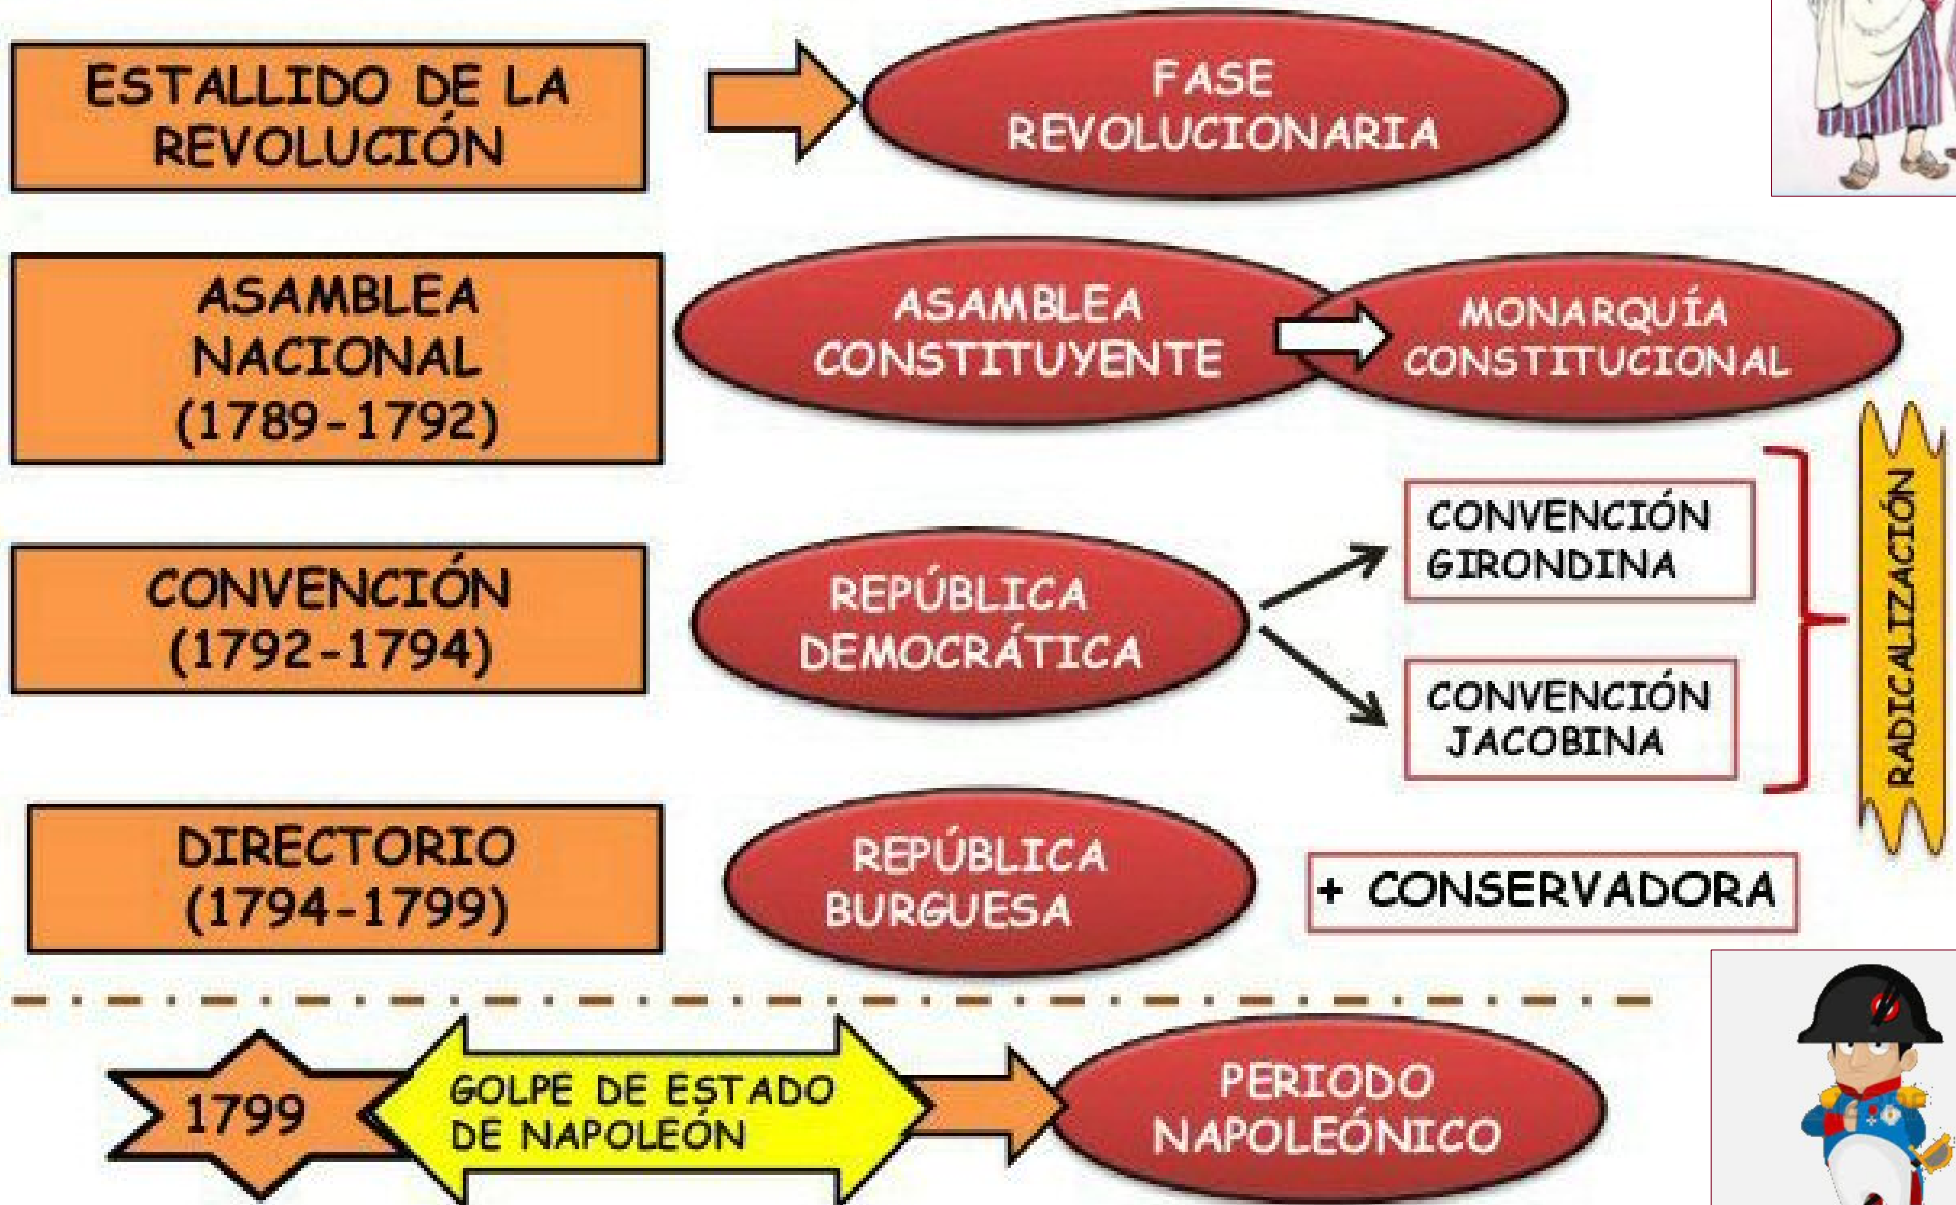 ESTALLIDO DE LA
REVOLUCIÓN
FASE
REVOLUCIONARIA
ASAMBLEA
NACIONAL
(1789-1792)
ASAMBLEA
CONSTITUYENTE
MONARQUÍA
CONSTITUCIONAL
CONVENCIÓN
(1792-1794)
REPÚBLICA
DEMOCRÁTICA
CONVENCIÓN
GIRONDINA
CONVENCIÓN
JACOBINA
RADICALIZACIÓN
DIRECTORIO
(1794-1799)
REPÚBLICA
BURGUESA
+ CONSERVADORA
1799
GOLPE DE ESTADO
DE NAPOLEÓN
PERIODO
NAPOLEÓNICO